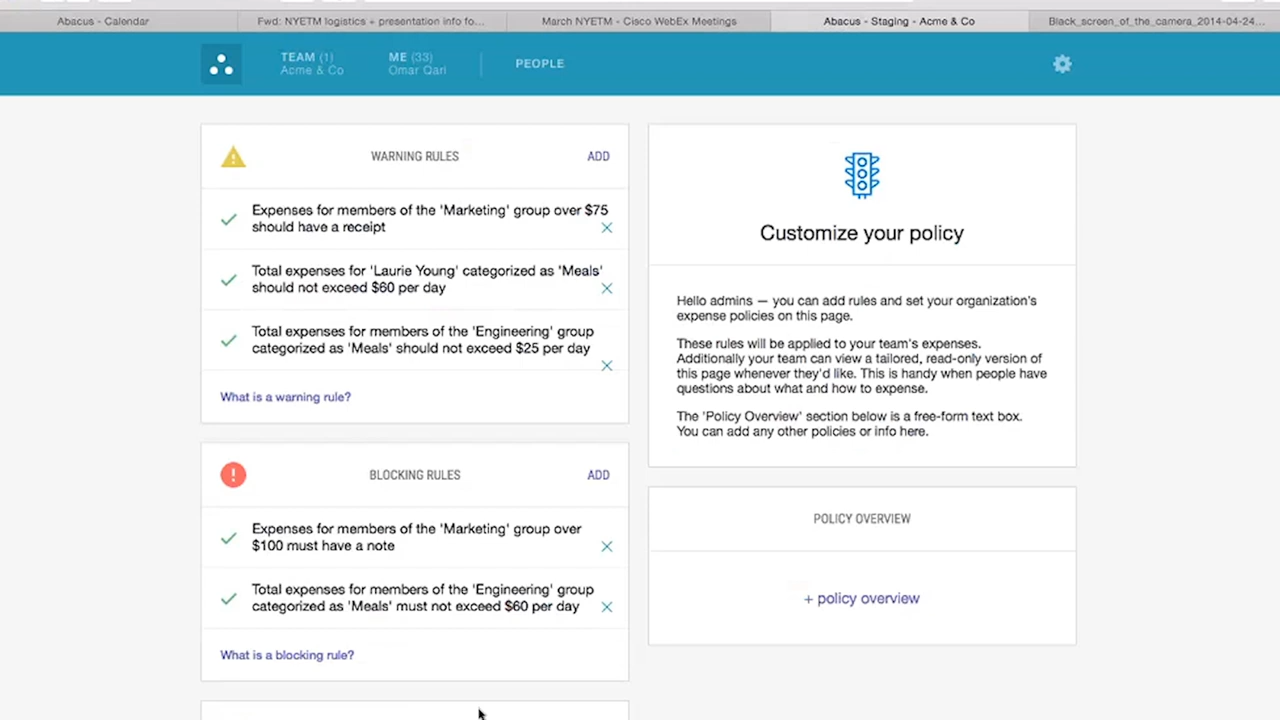 Abacus - Calendar
Fwd: NYETM logistics + presentation info fo...
March NYETM - Cisco WebEx Meetings
Abacus - Staging - Acme & Co
Black_screen_of_the_camera_2014-04-24...
TEAM (1)
Acme & Co
ME (33)
Omar Qari
PEOPLE
WARNING RULES
ADD
Expenses for members of the 'Marketing' group over $75
should have a receipt
Total expenses for 'Laurie Young' categorized as 'Meals'
should not exceed $60 per day
Total expenses for members of the 'Engineering' group
categorized as 'Meals' should not exceed $25 per day
What is a warning rule?
BLOCKING RULES
ADD
Expenses for members of the 'Marketing' group over
$100 must have a note
Total expenses for members of the 'Engineering' group
categorized as 'Meals' must not exceed $60 per day
What is a blocking rule?
Customize your policy
Hello admins — you can add rules and set your organization's
expense policies on this page.
These rules will be applied to your team's expenses.
Additionally your team can view a tailored, read-only version of
this page whenever they'd like. This is handy when people have
questions about what and how to expense.
The 'Policy Overview' section below is a free-form text box.
You can add any other policies or info here.
POLICY OVERVIEW
+ policy overview